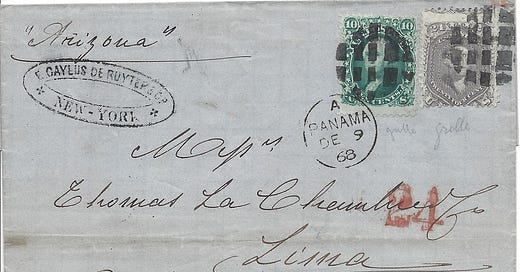 "Arizona"
E. CAYLUS DE RUYTER & Co
NEW-YORK
10 10
A
PANAMA
DE 9
68
Messrs
Thomas La Chambre & Co
24
Lima